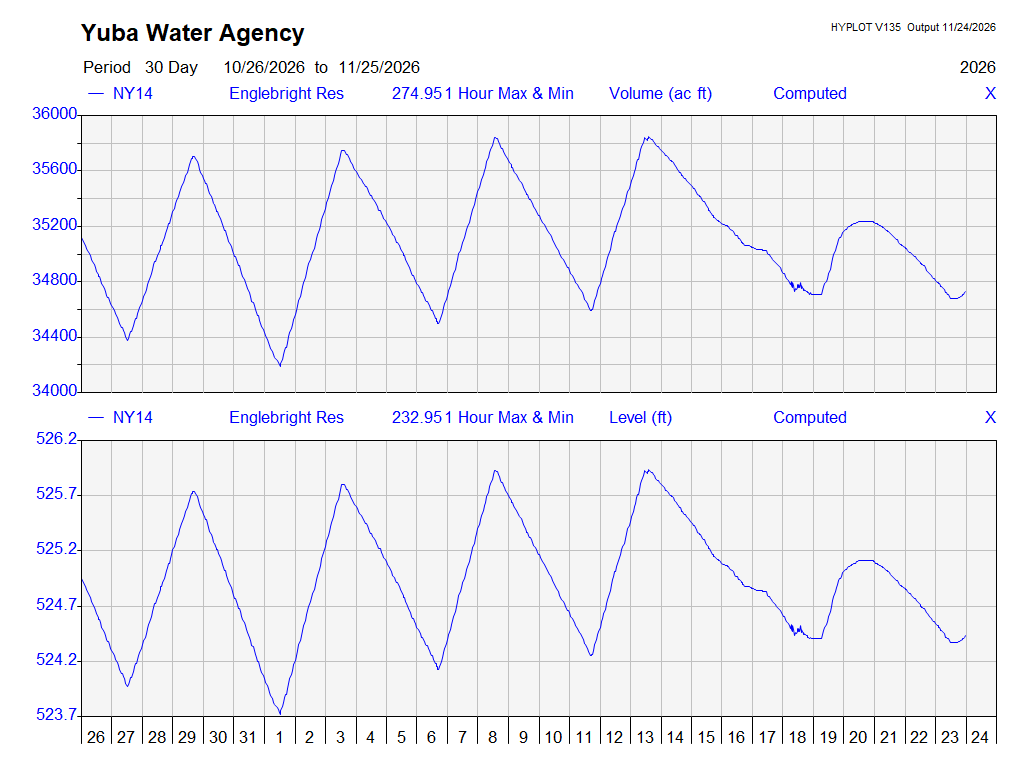 Yuba Water Agency
HYPLOT V135 Output 11/24/2026
Period 30 Day 10/26/2026 to 11/25/2026
2026
NY14 Englebright Res 274.951 Hour Max & Min Volume (ac ft) Computed X
36000
35600
35200
34800
34400
34000
NY14 Englebright Res 232.951 Hour Max & Min Level (ft) Computed X
526.2
525.7
525.2
524.7
524.2
523.7
26 27 28 29 30 31 1 2 3 4 5 6 7 8 9 10 11 12 13 14 15 16 17 18 19 20 21 22 23 24